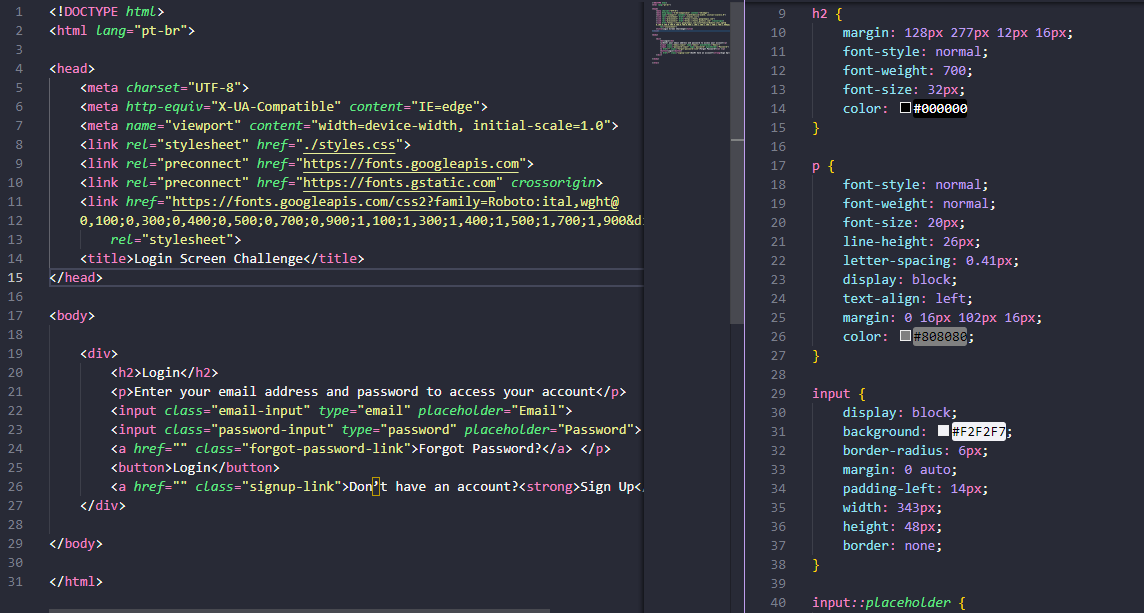 1 <!DOCTYPE html>
2 <html lang="pt-br">
3
4 <head>
5 <meta charset="UTF-8">
6 <meta http-equiv="X-UA-Compatible" content="IE=edge">
7 <meta name="viewport" content="width=device-width, initial-scale=1.0">
8 <link rel="stylesheet" href="./styles.css">
9 <link rel="preconnect" href="https://fonts.googleapis.com">
10 <link rel="preconnect" href="https://fonts.gstatic.com" crossorigin>
11 <link href="https://fonts.googleapis.com/css2?family=Roboto:ital,wght@
12 0,100;0,300;0,400;0,500;0,700;0,900;1,100;1,300;1,400;1,500;1,700;1,900&d
13 rel="stylesheet">
14 <title>Login Screen Challenge</title>
15 </head>
16
17 <body>
18
19 <div>
20 <h2>Login</h2>
21 <p>Enter your email address and password to access your account</p>
22 <input class="email-input" type="email" placeholder="Email">
23 <input class="password-input" type="password" placeholder="Password">
24 <a href="" class="forgot-password-link">Forgot Password?</a> </p>
25 <button>Login</button>
26 <a href="" class="signup-link">Don’t have an account?<strong>Sign Up<
27 </div>
28
29 </body>
30
31 </html>
9 h2 {
10 margin: 128px 277px 12px 16px;
11 font-style: normal;
12 font-weight: 700;
13 font-size: 32px;
14 color: #000000
15 }
16
17 p {
18 font-style: normal;
19 font-weight: normal;
20 font-size: 20px;
21 line-height: 26px;
22 letter-spacing: 0.41px;
23 display: block;
24 text-align: left;
25 margin: 0 16px 102px 16px;
26 color: #808080;
27 }
28
29 input {
30 display: block;
31 background: #F2F2F7;
32 border-radius: 6px;
33 margin: 0 auto;
34 padding-left: 14px;
35 width: 343px;
36 height: 48px;
37 border: none;
38 }
39
40 input::placeholder {